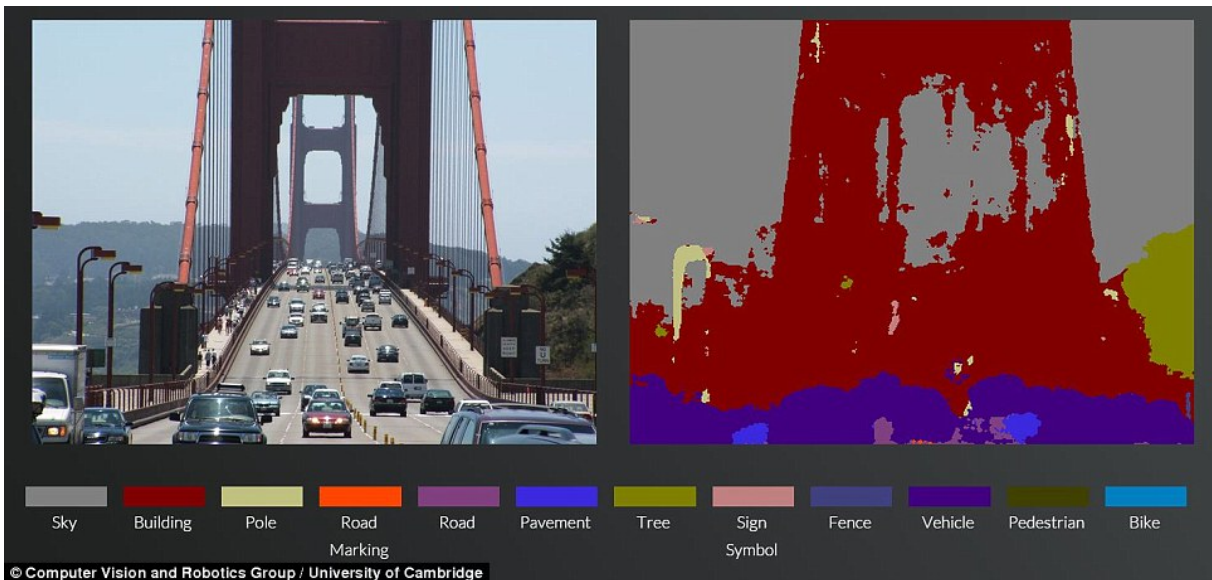 Sky Building Pole Road Road Pavement Tree Sign Fence Vehicle Pedestrian Bike
Marking Symbol
© Computer Vision and Robotics Group / University of Cambridge